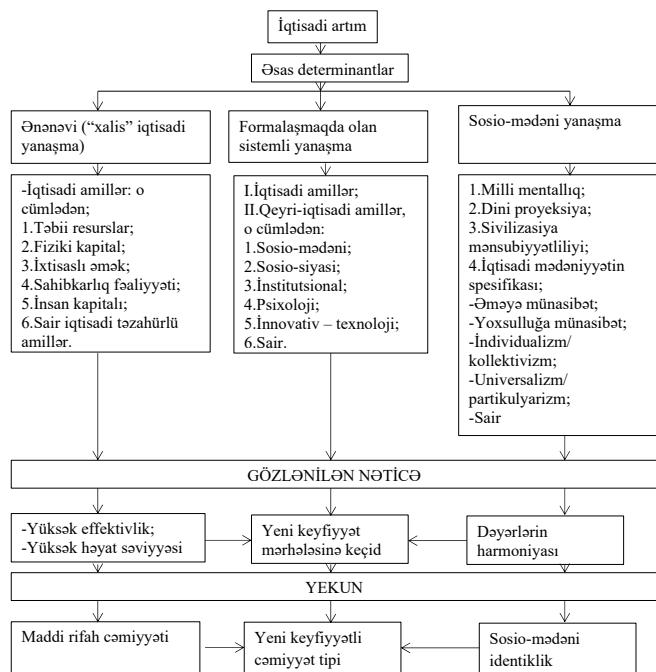 İqtisadi artım
Əsas determinantlar
Ənənəvi (“xalis” iqtisadi
yanaşma)
Formalaşmaqda olan
sistemli yanaşma
Sosio-mədəni yanaşma
-İqtisadi amillər: o
cümlədən;
1.Təbii resurslar
2.Fiziki kapital;
3.İxtisaslı əmək;
4.Sahibkarlıq fəaliyyəti;
5.İnsan kapitalı;
6.Sair iqtisadi təzahürlü
amillər.
I.İqtisadi amillər;
II.Qeyri-iqtisadi amillər,
o cümlədən:
1.Sosio-mədəni;
2.Sosio-siyasi;
3.İnstitutsional;
4.Psixoloji;
5.İnnovativ – texnoloji;
6.Sair.
1.Milli mentallıq;
2.Dini proyeksiya;
3.Sivilizasiya
mənsubiyyətliliyi;
4.İqtisadi mədəniyyətin
spesifikası;
-Əməyə münasibət;
-Yoxsulluğa münasibət;
-İndividualizm/
kollektivizm;
-Universalizm/
partikulyarizm;
-Sair
GÖZLƏNİLƏN NƏTİCƏ
-Yüksək effektivlik;
-Yüksək həyat səviyyəsi
Yeni keyfiyyət
mərhələsinə keçid
Dəyərlərin
harmoniyası
YEKUN
Maddi rifah cəmiyyəti
Yeni keyfiyyətli
cəmiyyət tipi
Sosio-mədəni
identiklik